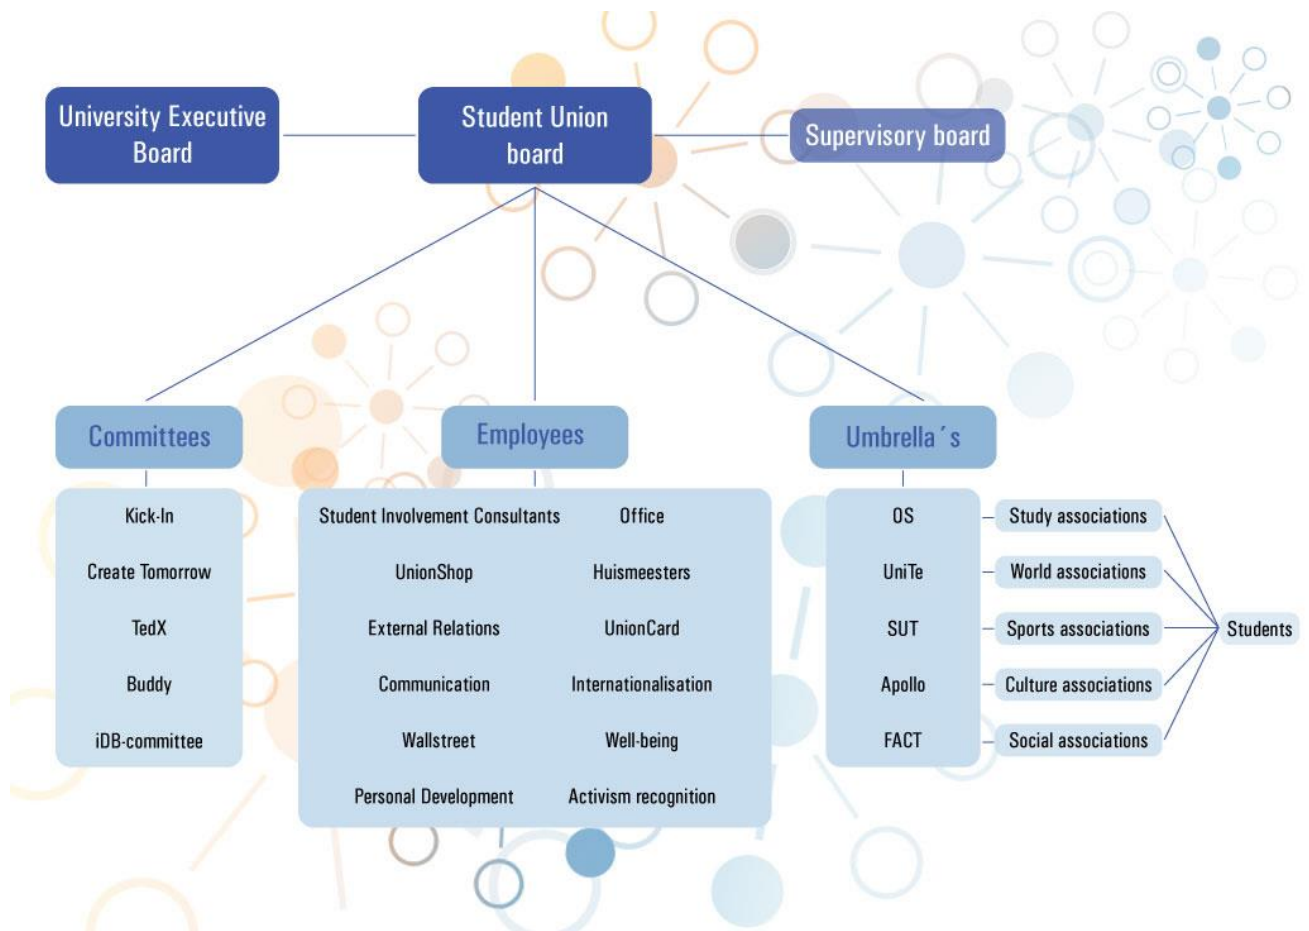 University Executive
Board
Student Union
board
Supervisory board
Committees
Employees
Umbrella´s
Kick-In
Create Tomorrow
TedX
Buddy
iDB-committee
Student Involvement Consultants
Office
UnionShop
Huismeesters
External Relations
UnionCard
Communication
Internationalisation
Wallstreet
Well-being
Personal Development
Activism recognition
OS
Study associations
UniTe
World associations
SUT
Sports associations
Apollo
Culture associations
FACT
Social associations
Students